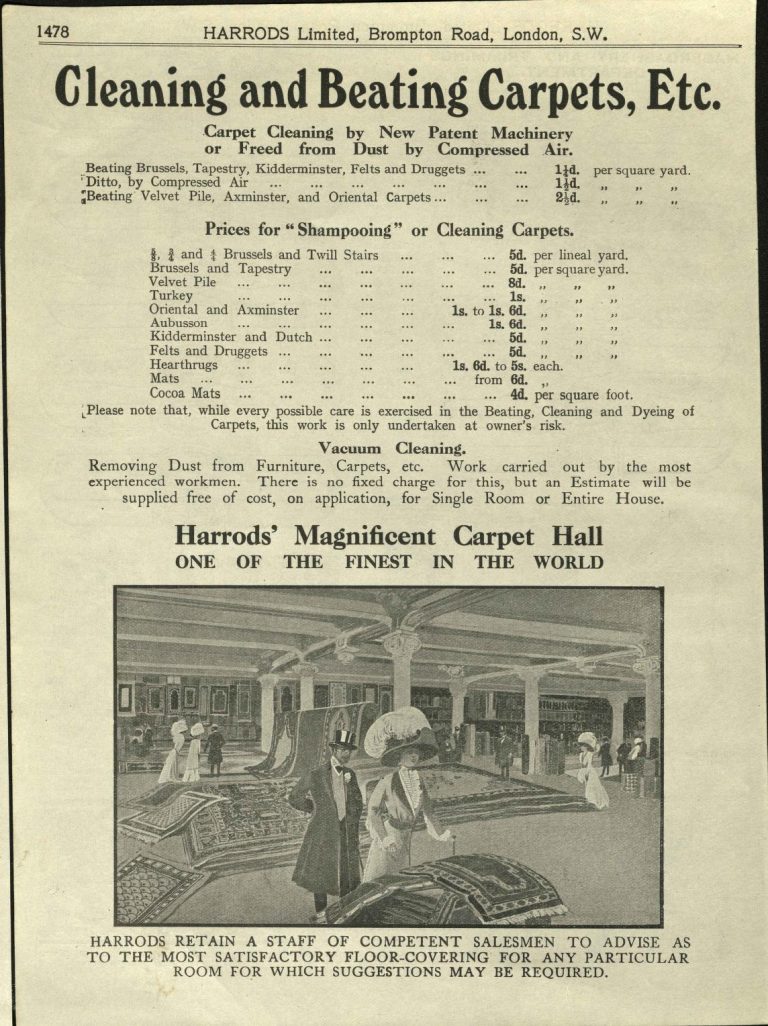 1478 HARRODS Limited, Brompton Road, London, S.W.
Cleaning and Beating Carpets, Etc.
Carpet Cleaning by New Patent Machinery
or Freed from Dust by Compressed Air.
Beating Brussels, Tapestry, Kidderminster, Felts and Druggets ... ... 1¼d. per square yard.
Ditto, by Compressed Air ... ... ... ... ... ... ... 1½d. „ „ „
Beating Velvet Pile, Axminster, and Oriental Carpets ... ... ... 2½d. „ „ „
Prices for "Shampooing" or Cleaning Carpets.
⅝, ¾ and 4/4 Brussels and Twill Stairs ... ... ... 5d. per lineal yard.
Brussels and Tapestry ... ... ... ... ... 5d. per square yard.
Velvet Pile ... ... ... ... ... ... ... 8d. „ „ „
Turkey ... ... ... ... ... ... ... 1s. „ „ „
Oriental and Axminster ... ... ... 1s. to 1s. 6d. „ „ „
Aubusson ... ... ... ... ... ... 1s. 6d. „ „ „
Kidderminster and Dutch ... ... ... ... ... 5d. „ „ „
Felts and Druggets ... ... ... ... ... ... 5d. „ „ „
Hearthrugs ... ... ... ... ... 1s. 6d. to 5s. each.
Mats ... ... ... ... ... ... ... from 6d. „
Cocoa Mats ... ... ... ... ... ... ... 4d. per square foot.
Please note that, while every possible care is exercised in the Beating, Cleaning and Dyeing of
Carpets, this work is only undertaken at owner's risk.
Vacuum Cleaning.
Removing Dust from Furniture, Carpets, etc. Work carried out by the most
experienced workmen. There is no fixed charge for this, but an Estimate will be
supplied free of cost, on application, for Single Room or Entire House.
Harrods' Magnificent Carpet Hall
ONE OF THE FINEST IN THE WORLD
HARRODS RETAIN A STAFF OF COMPETENT SALESMEN TO ADVISE AS
TO THE MOST SATISFACTORY FLOOR-COVERING FOR ANY PARTICULAR
ROOM FOR WHICH SUGGESTIONS MAY BE REQUIRED.